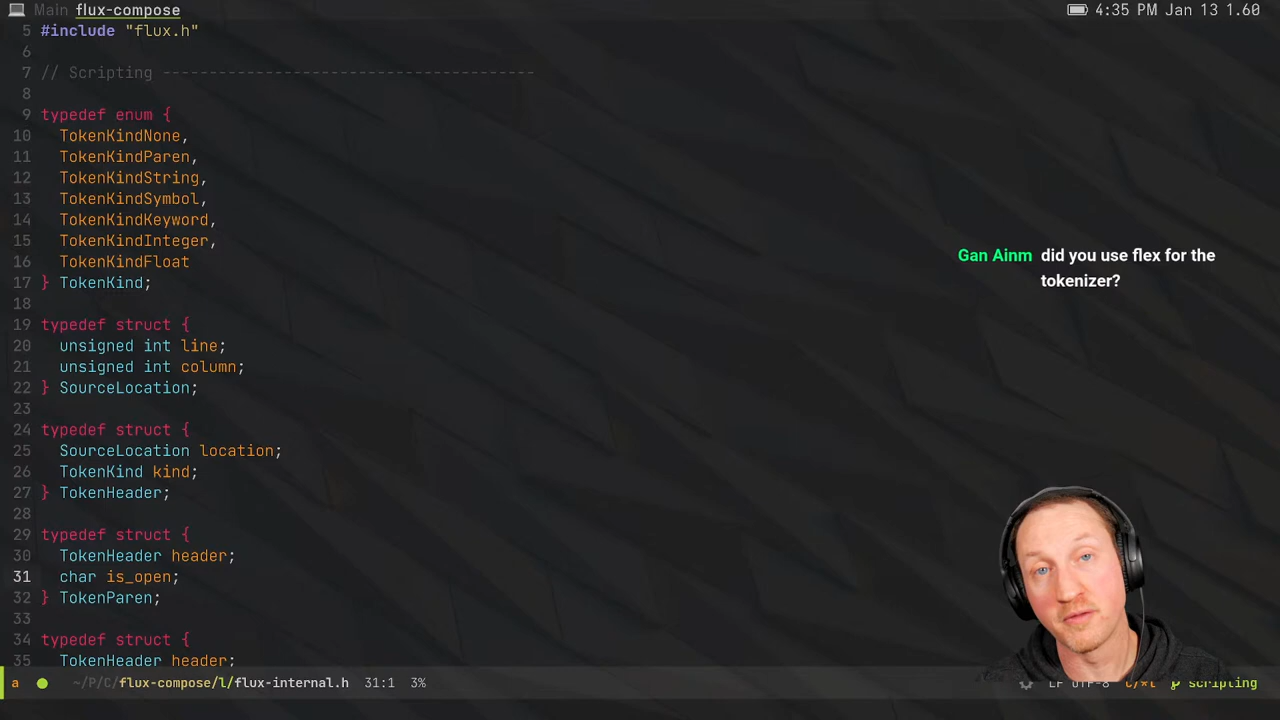 Main flux-compose
4:35 PM Jan 13 1.60
5 #include "flux.h"
6
7 // Scripting ----------------------------------------
8
9 typedef enum {
10 TokenKindNone,
11 TokenKindParen,
12 TokenKindString,
13 TokenKindSymbol,
14 TokenKindKeyword,
15 TokenKindInteger,
16 TokenKindFloat
17 } TokenKind;
18
19 typedef struct {
20 unsigned int line;
21 unsigned int column;
22 } SourceLocation;
23
24 typedef struct {
25 SourceLocation location;
26 TokenKind kind;
27 } TokenHeader;
28
29 typedef struct {
30 TokenHeader header;
31 char is_open;
32 } TokenParen;
33
34 typedef struct {
35 TokenHeader header;
Gan Ainm did you use flex for the
tokenizer?
a ~/P/C/flux-compose/l/flux-internal.h 31:1 3%
LF UTF-8 C/*l scripting